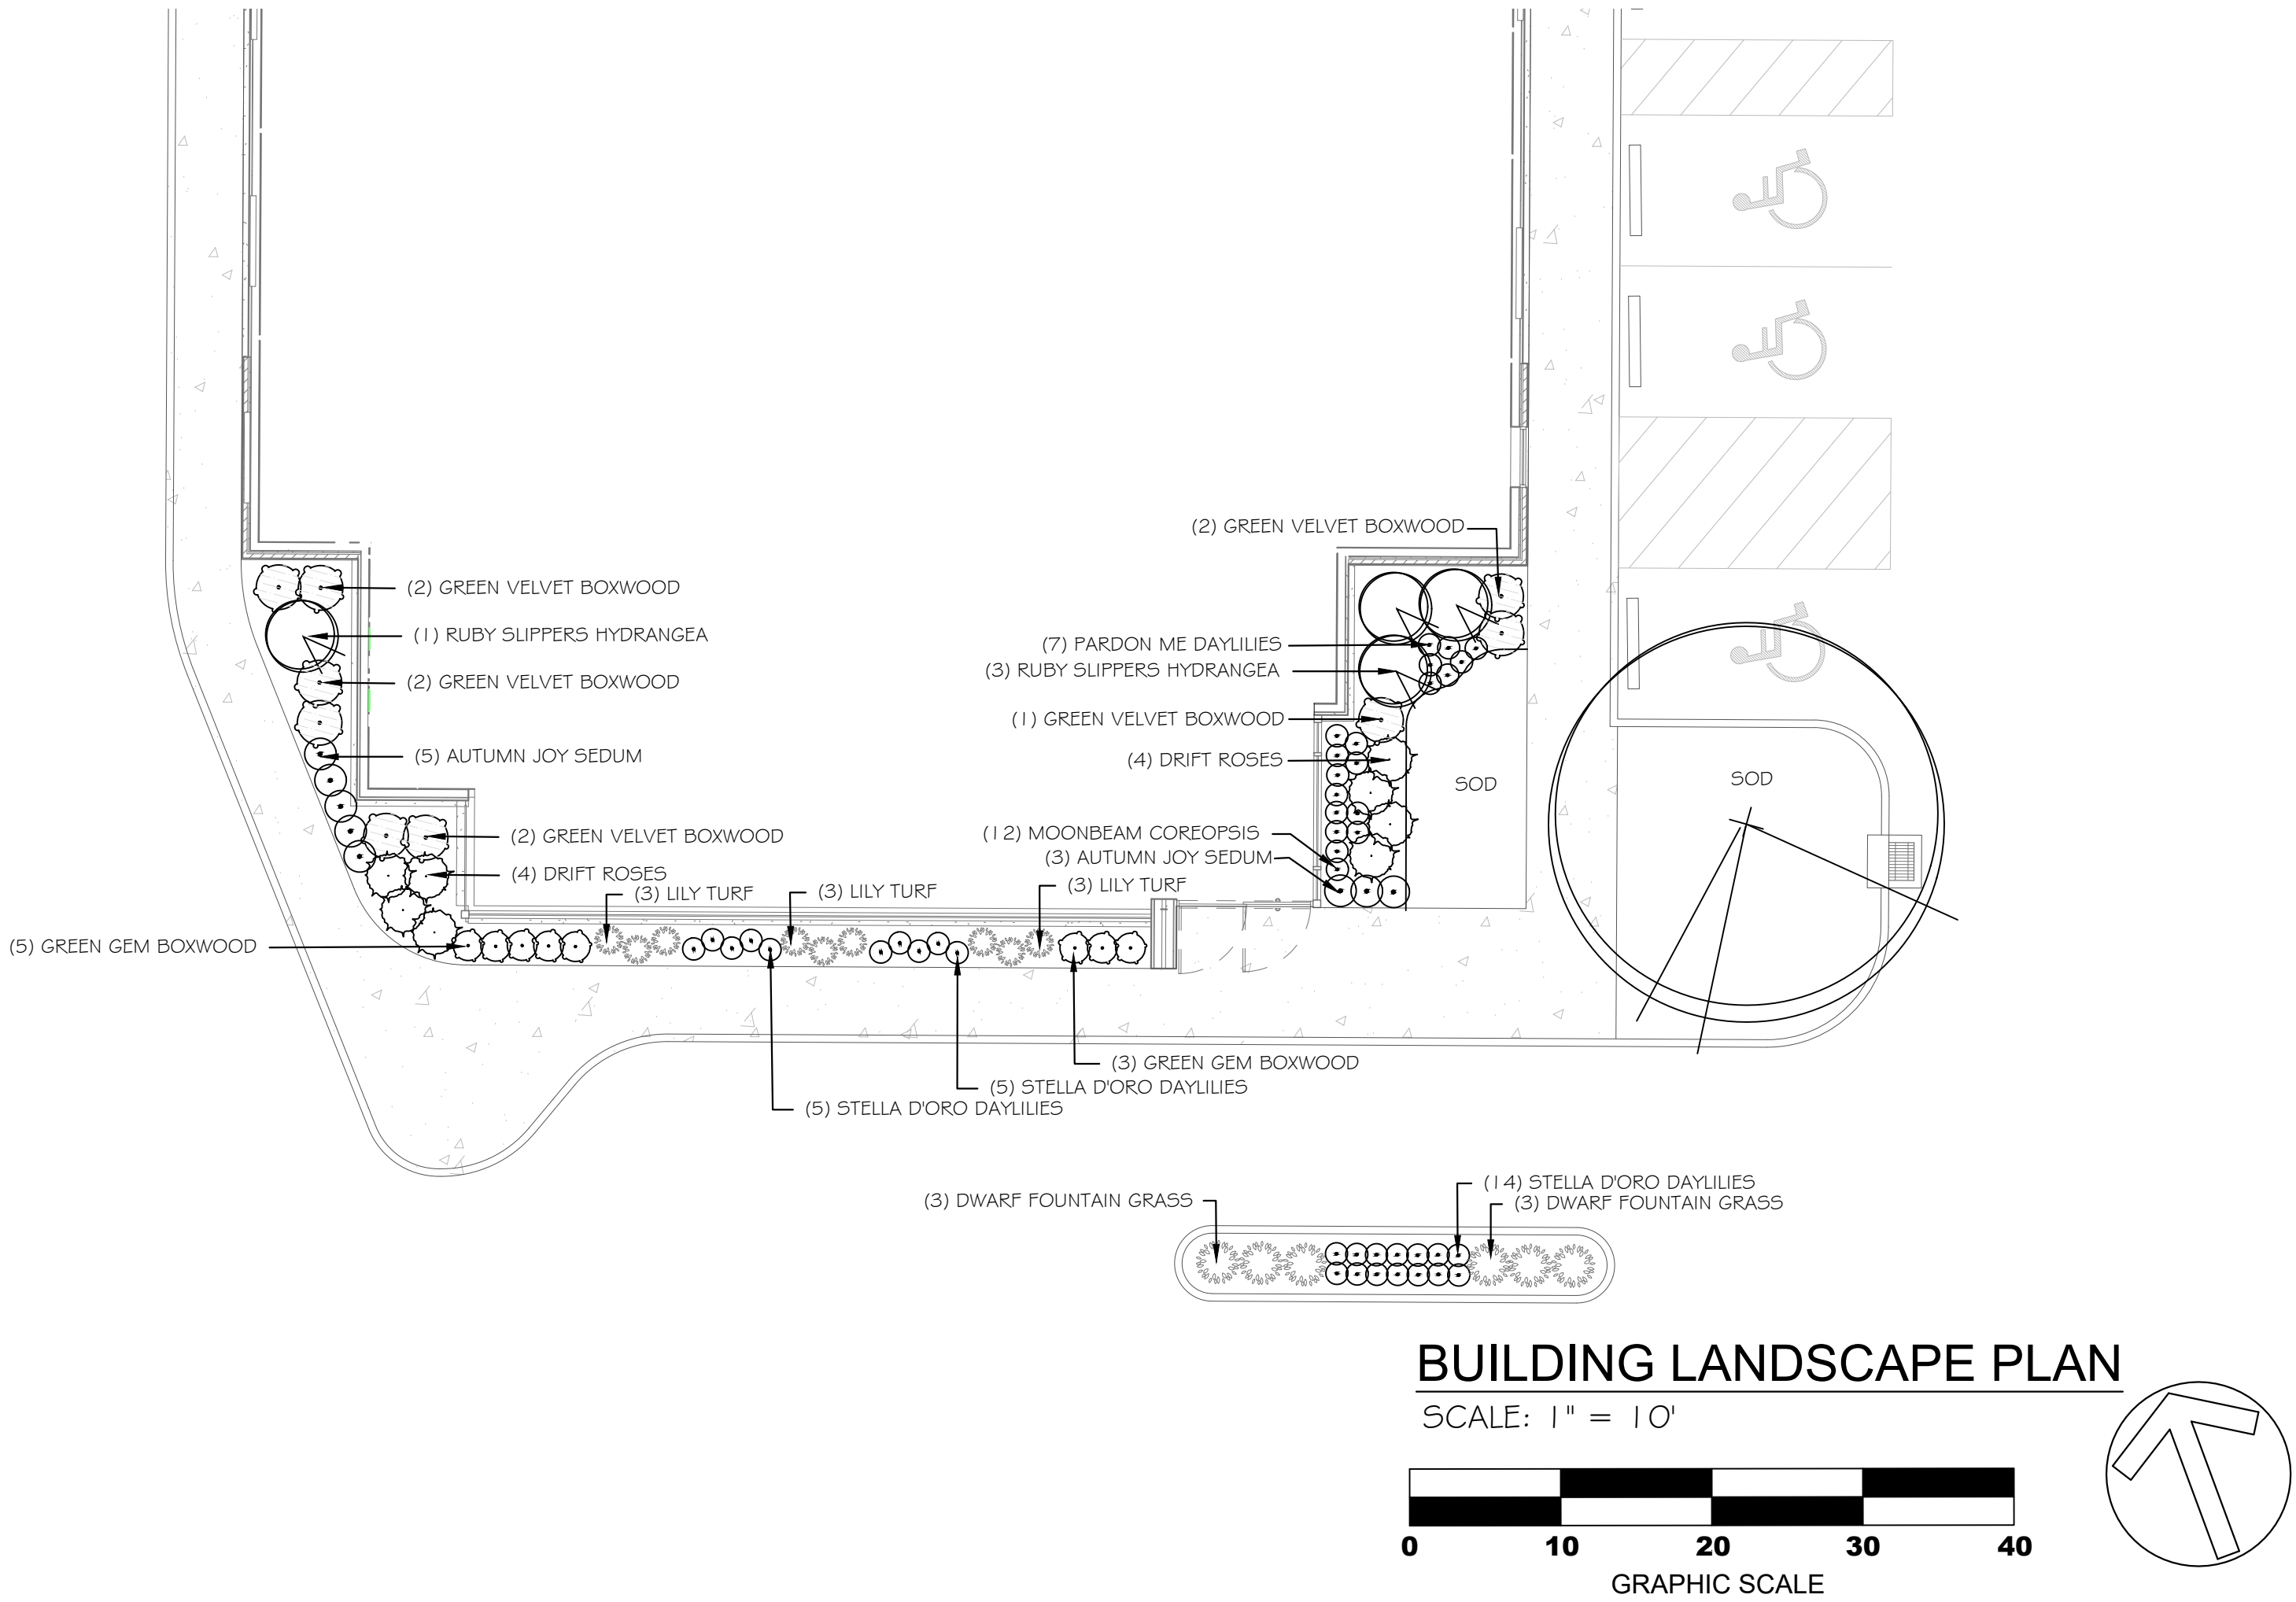 (2) GREEN VELVET BOXWOOD
(2) GREEN VELVET BOXWOOD
(1) RUBY SLIPPERS HYDRANGEA
(7) PARDON ME DAYLILIES
(3) RUBY SLIPPERS HYDRANGEA
(2) GREEN VELVET BOXWOOD
(1) GREEN VELVET BOXWOOD
(5) AUTUMN JOY SEDUM
(4) DRIFT ROSES
SOD
SOD
(2) GREEN VELVET BOXWOOD
(12) MOONBEAM COREOPSIS
(3) AUTUMN JOY SEDUM
(4) DRIFT ROSES
(3) LILY TURF
(3) LILY TURF
(3) LILY TURF
(5) GREEN GEM BOXWOOD
(3) GREEN GEM BOXWOOD
(5) STELLA D'ORO DAYLILIES
(5) STELLA D'ORO DAYLILIES
(14) STELLA D'ORO DAYLILIES
(3) DWARF FOUNTAIN GRASS
(3) DWARF FOUNTAIN GRASS
BUILDING LANDSCAPE PLAN
SCALE: 1" = 10'
0 10 20 30 40
GRAPHIC SCALE